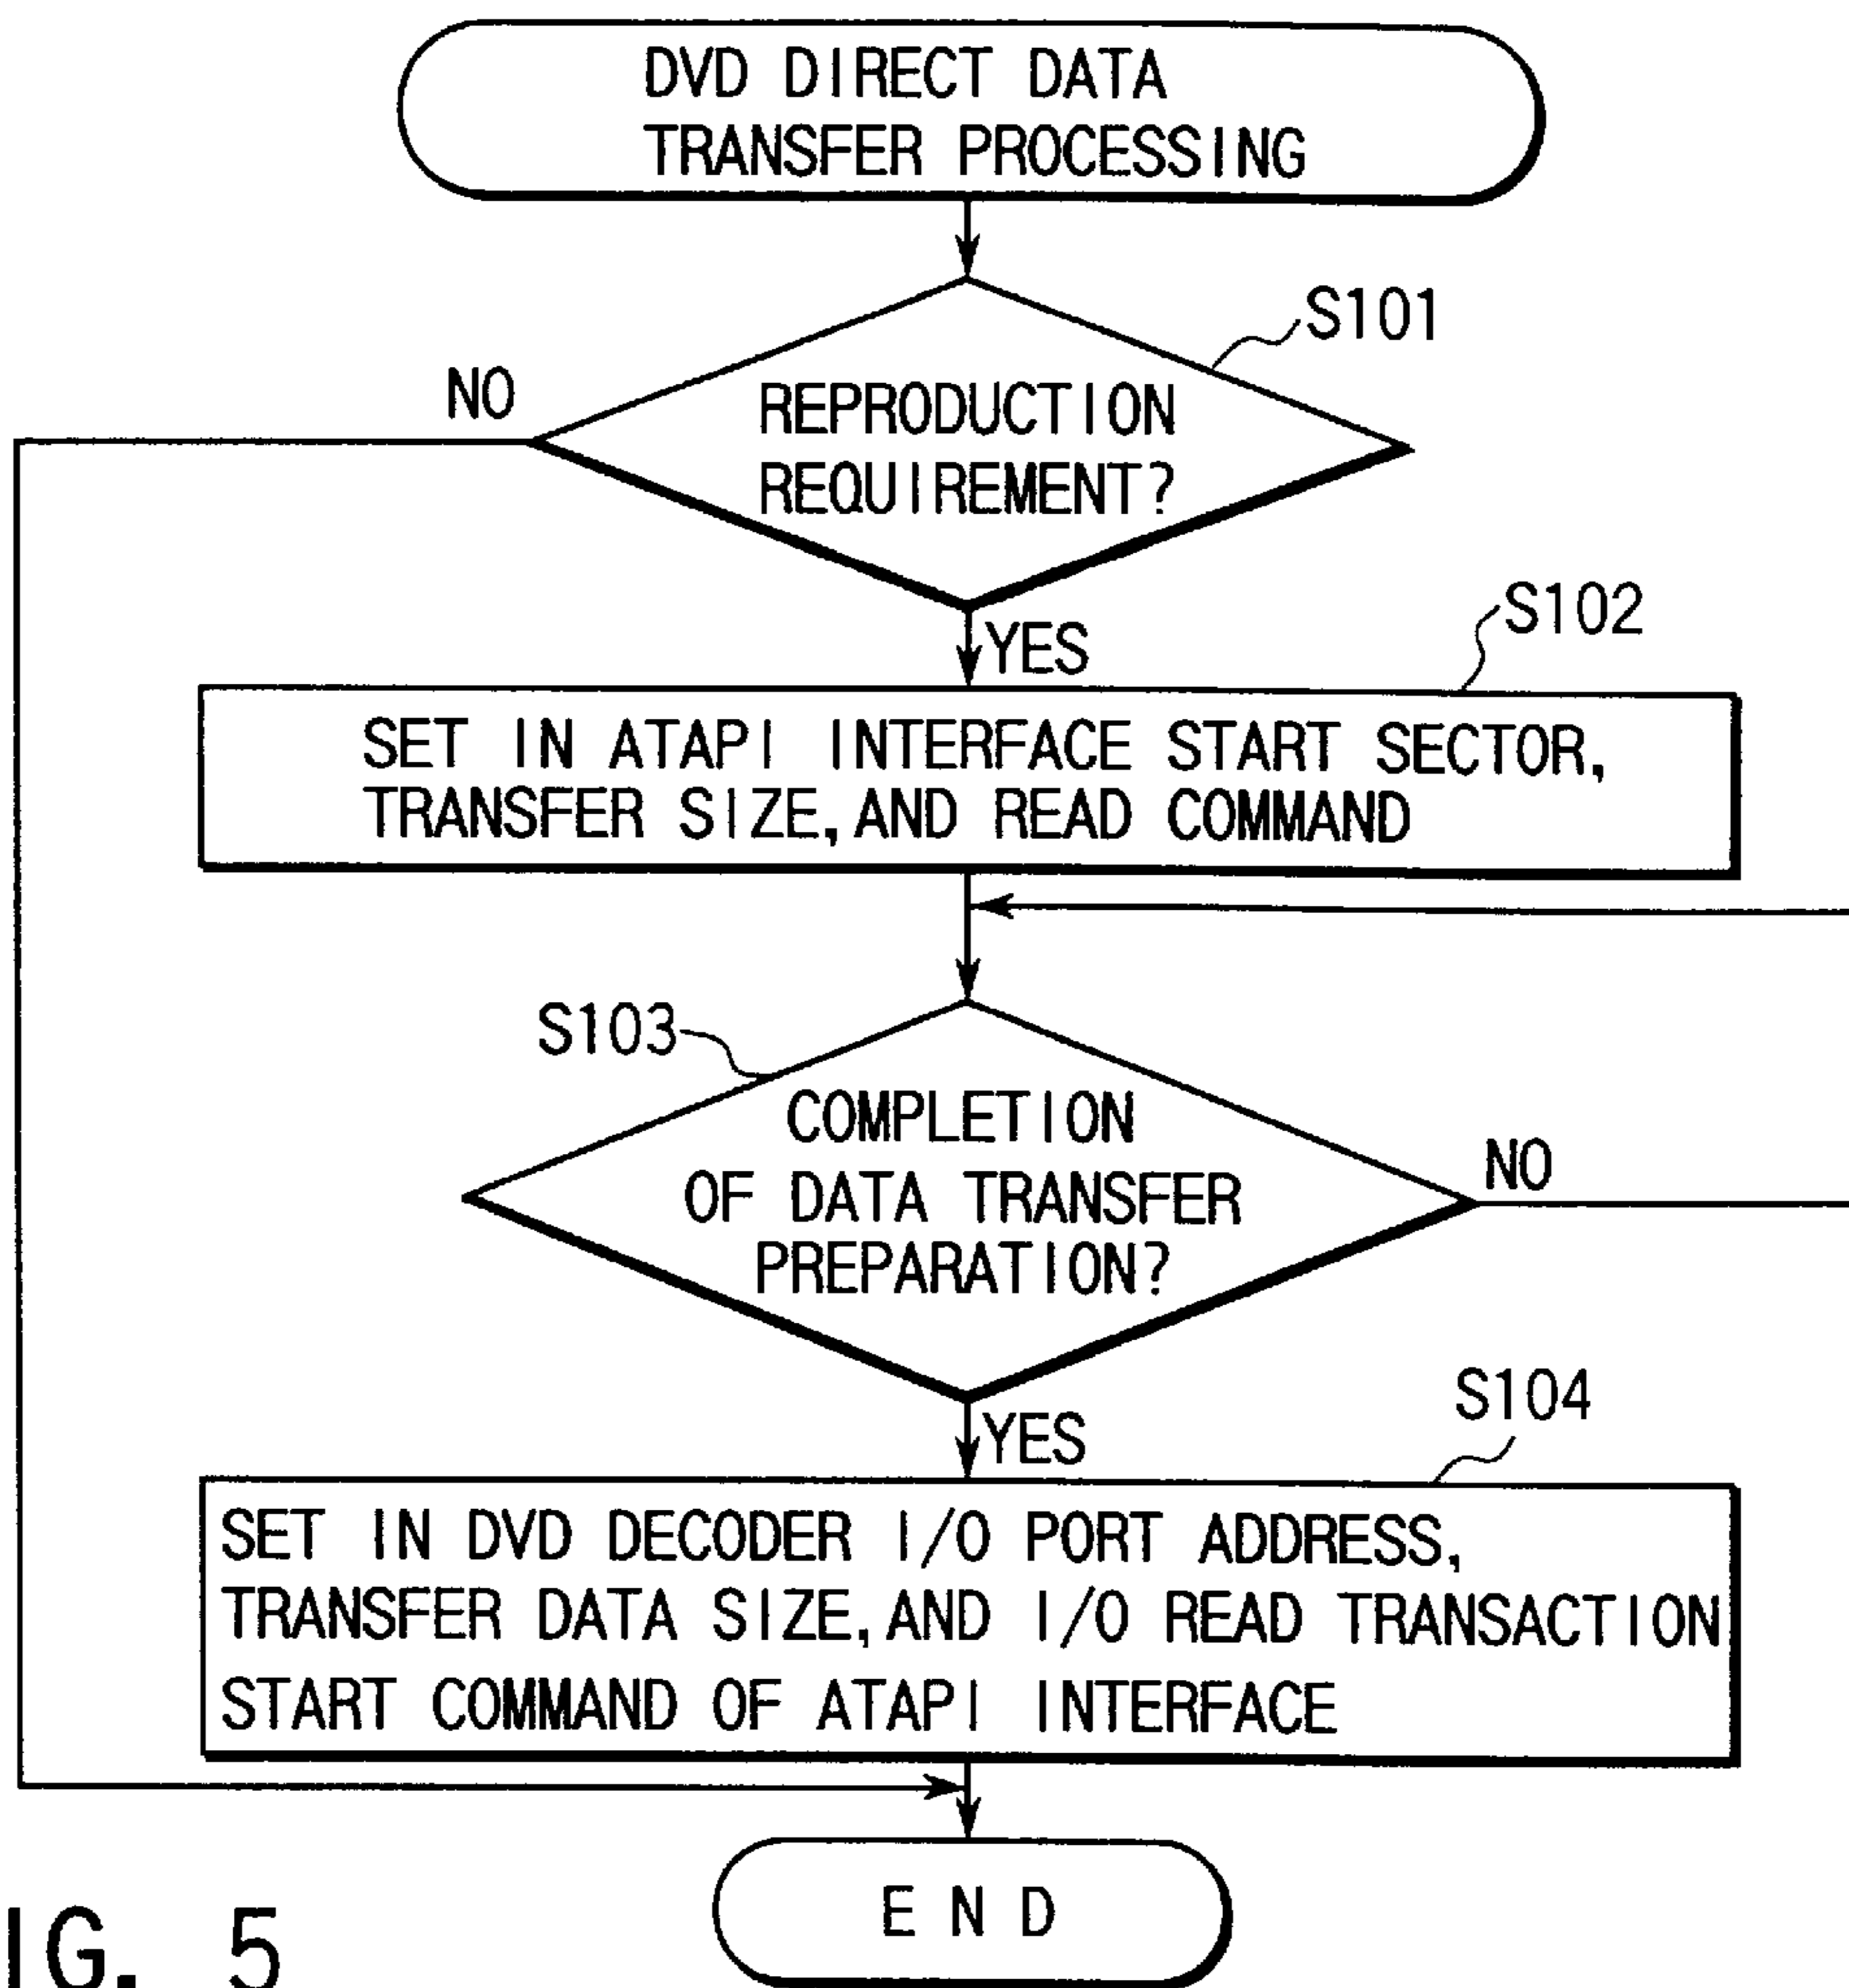 DVD DIRECT DATA
TRANSFER PROCESSING
S101
NO
REPRODUCTION
REQUIREMENT?
S102
YES
SET IN ATAPI INTERFACE START SECTOR,
TRANSFER SIZE, AND READ COMMAND
S103
COMPLETION
OF DATA TRANSFER
PREPARATION?
NO
S104
YES
SET IN DVD DECODER I/O PORT ADDRESS,
TRANSFER DATA SIZE, AND I/O READ TRANSACTION
START COMMAND OF ATAPI INTERFACE
END
IG. 5